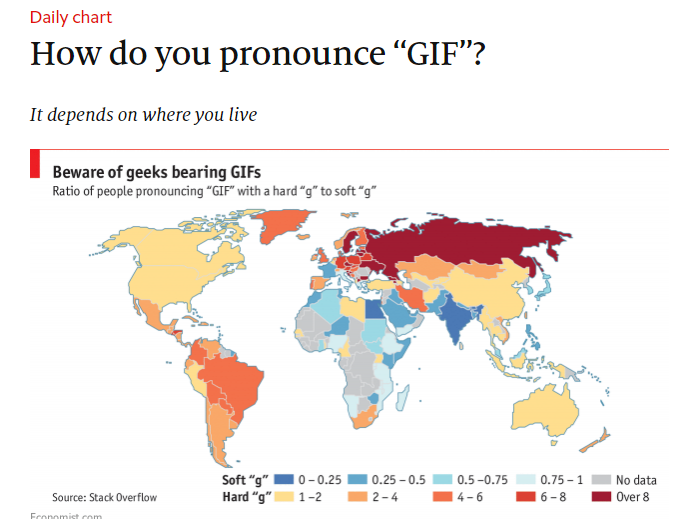 Daily chart
How do you pronounce “GIF”?
It depends on where you live
Beware of geeks bearing GIFs
Ratio of people pronouncing “GIF” with a hard “g” to soft “g”
Soft “g” 0 – 0.25 0.25 – 0.5 0.5 –0.75 0.75 – 1 No data
Hard “g” 1 –2 2 – 4 4 – 6 6 – 8 Over 8
Source: Stack Overflow
Economist.com